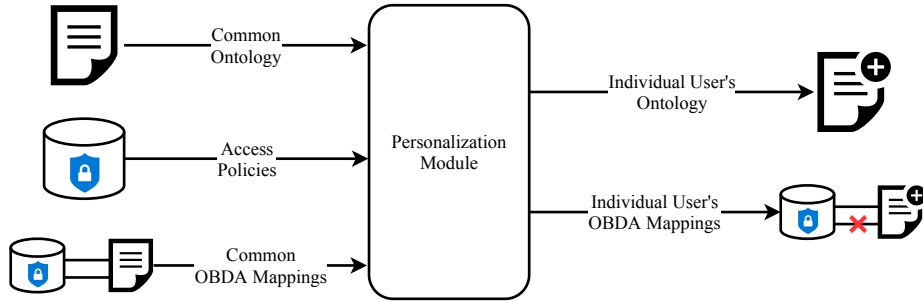 Common
Ontology
Access
Policies
Common
OBDA Mappings
Personalization
Module
Individual User's
Ontology
Individual User's
OBDA Mappings